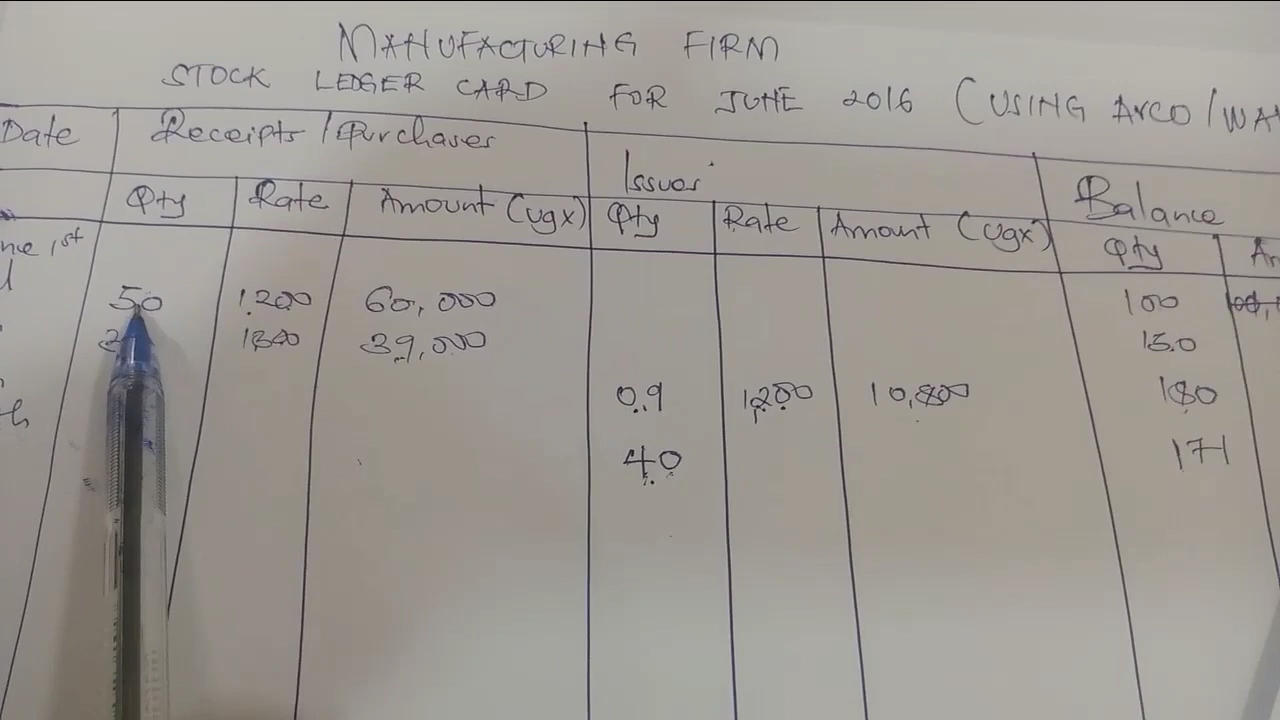 MANUFACTURING FIRM
STOCK LEDGER CARD FOR JUNE 2016 (USING AVCO/WA
Date Receipts/Purchases Issues Balance
Qty Rate Amount (ugx) Qty Rate Amount (ugx) Qty
1st
50 1200 60,000 100
1300 39,000 150
0.9 1,200 10,800 180
40 171